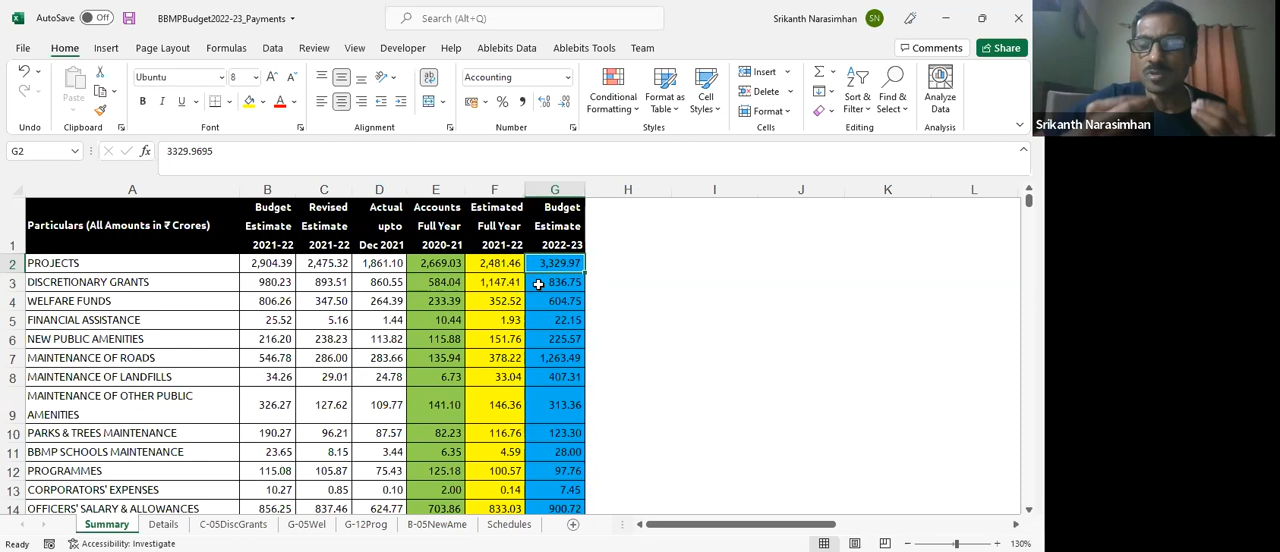 AutoSave Off BBMPBudget2022-23_Payments Search (Alt+Q) Srikanth Narasimhan SN
File Home Insert Page Layout Formulas Data Review View Developer Help Ablebits Data Ablebits Tools Team Comments Share
Undo
Paste
Clipboard
Ubuntu 8
B I U A
Font
Alignment
Accounting
% ,
Number
Conditional Formatting
Format as Table
Cell Styles
Styles
Insert
Delete
Format
Cells
Sort & Filter
Find & Select
Editing
Analyze Data
Analysis
Srikanth Narasimhan
G2 fx 3329.9695
A B C D E F G H I J K L
1 Particulars (All Amounts in ₹ Crores) Budget Estimate 2021-22 Revised Estimate 2021-22 Actual upto Dec 2021 Accounts Full Year 2020-21 Estimated Full Year 2021-22 Budget Estimate 2022-23
2 PROJECTS 2,904.39 2,475.32 1,861.10 2,669.03 2,481.46 3,329.97
3 DISCRETIONARY GRANTS 980.23 893.51 860.55 584.04 1,147.41 836.75
4 WELFARE FUNDS 806.26 347.50 264.39 233.39 352.52 604.75
5 FINANCIAL ASSISTANCE 25.52 5.16 1.44 10.44 1.93 22.15
6 NEW PUBLIC AMENITIES 216.20 238.23 113.82 115.88 151.76 225.57
7 MAINTENANCE OF ROADS 546.78 286.00 283.66 135.94 378.22 1,263.49
8 MAINTENANCE OF LANDFILLS 34.26 29.01 24.78 6.73 33.04 407.31
9 MAINTENANCE OF OTHER PUBLIC AMENITIES 326.27 127.62 109.77 141.10 146.36 313.36
10 PARKS & TREES MAINTENANCE 190.27 96.21 87.57 82.23 116.76 123.30
11 BBMP SCHOOLS MAINTENANCE 23.65 8.15 3.44 6.35 4.59 28.00
12 PROGRAMMES 115.08 105.87 75.43 125.18 100.57 97.76
13 CORPORATORS' EXPENSES 10.27 0.85 0.10 2.00 0.14 7.45
14 OFFICERS' SALARY & ALLOWANCES 856.25 837.46 624.77 703.86 833.03 900.72
Summary Details C-05DiscGrants G-05Wel G-12Prog B-05NewAme Schedules
Ready Accessibility: Investigate 130%